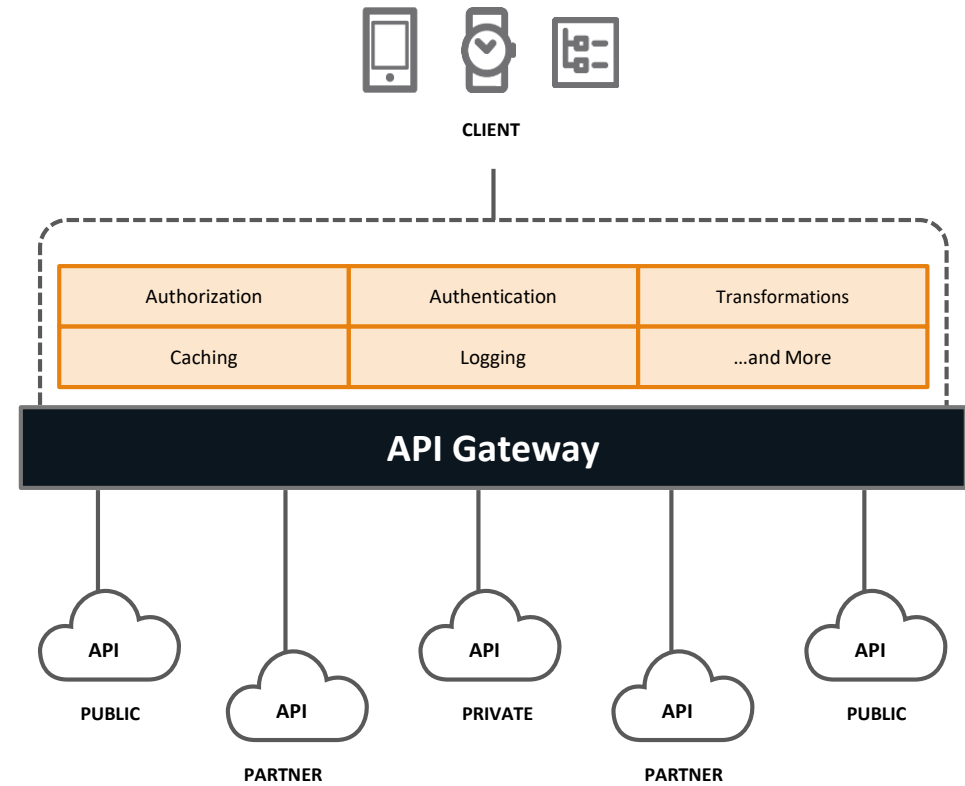 CLIENT
Authorization
Authentication
Transformations
Caching
Logging
…and More
API Gateway
API
API
API
API
API
PUBLIC
PRIVATE
PUBLIC
PARTNER
PARTNER